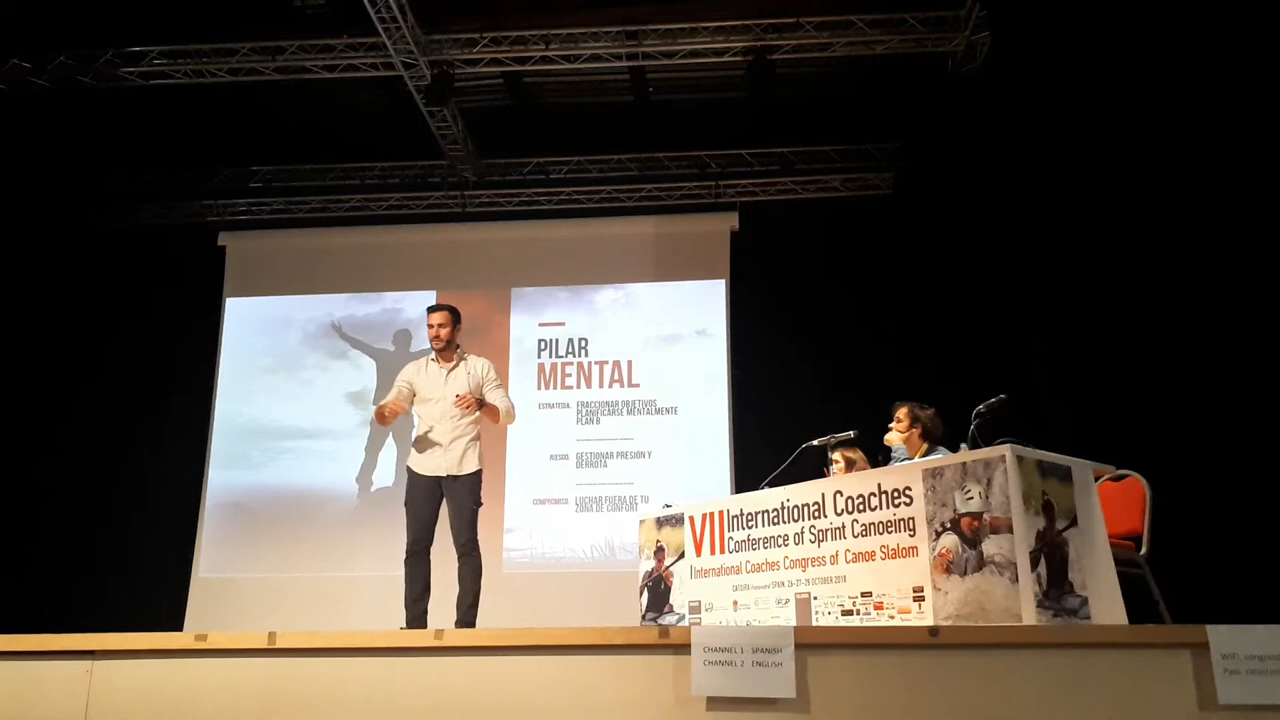 PILAR
MENTAL
ESTRATEGIA. FRACCIONAR OBJETIVOS
PLANIFICARSE MENTALMENTE
PLAN B
RIESGO. GESTIONAR PRESIÓN Y
DERROTA
COMPROMISO. LUCHAR FUERA DE TU
ZONA DE CONFORT
VII International Coaches
Conference of Sprint Canoeing
I International Coaches Congress of Canoe Slalom
CATOIRA (Pontevedra) SPAIN, 26-27-28 OCTOBER 2018
CHANNEL 1 : SPANISH
CHANNEL 2 : ENGLISH
WIFI:
Pass: